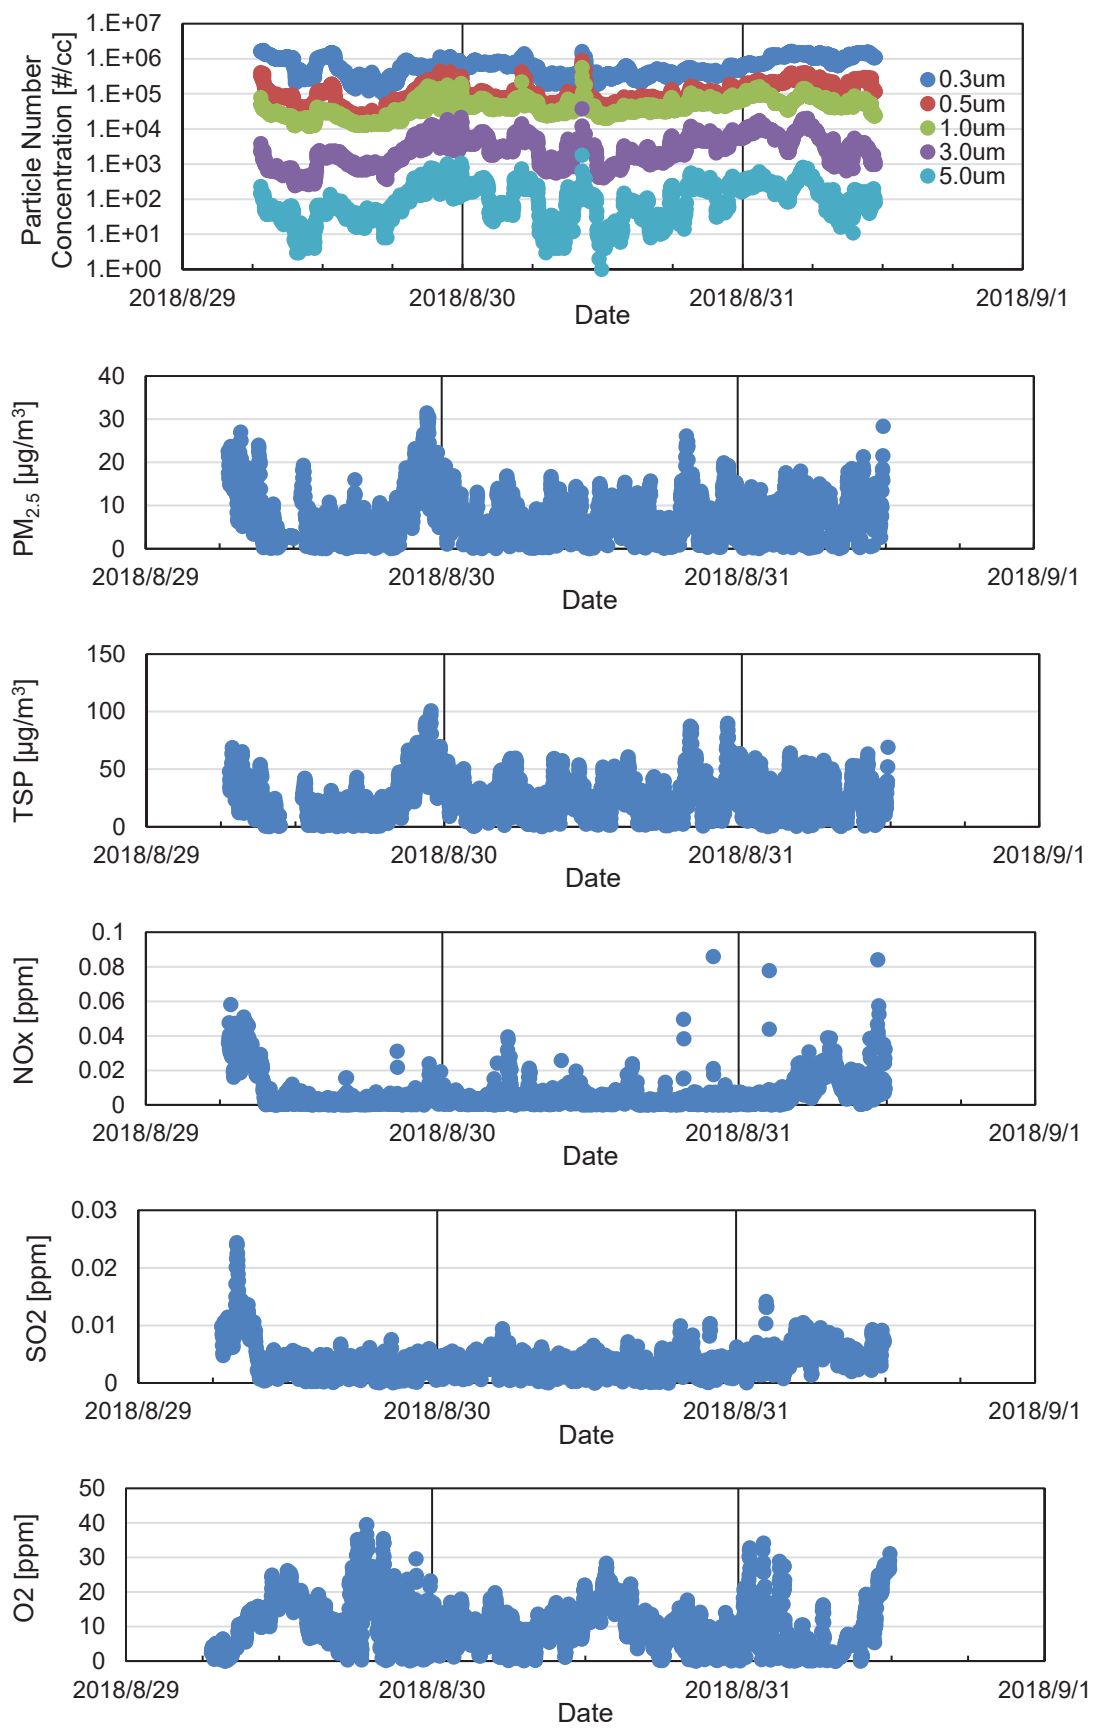 1.E+07
1.E+06
1.E+05
1.E+04
1.E+03
1.E+02
1.E+01
1.E+00
Particle Number
Concentration [#/cc]
0.3um
0.5um
1.0um
3.0um
5.0um
2018/8/29 2018/8/30 2018/8/31 2018/9/1
Date
40
30
20
10
0
PM2.5 [µg/m³]
2018/8/29 2018/8/30 2018/8/31 2018/9/1
Date
150
100
50
0
TSP [µg/m³]
2018/8/29 2018/8/30 2018/8/31 2018/9/1
Date
0.1
0.08
0.06
0.04
0.02
0
NOx [ppm]
2018/8/29 2018/8/30 2018/8/31 2018/9/1
Date
0.03
0.02
0.01
0
SO2 [ppm]
2018/8/29 2018/8/30 2018/8/31 2018/9/1
Date
50
40
30
20
10
0
O2 [ppm]
2018/8/29 2018/8/30 2018/8/31 2018/9/1
Date